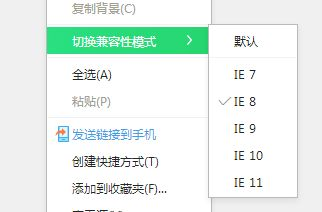 复制背景(C)
切换兼容性模式
全选(A)
粘贴(P)
发送链接到手机
创建快捷方式(T)
添加到收藏夹(F)...
默认
IE 7
IE 8
IE 9
IE 10
IE 11